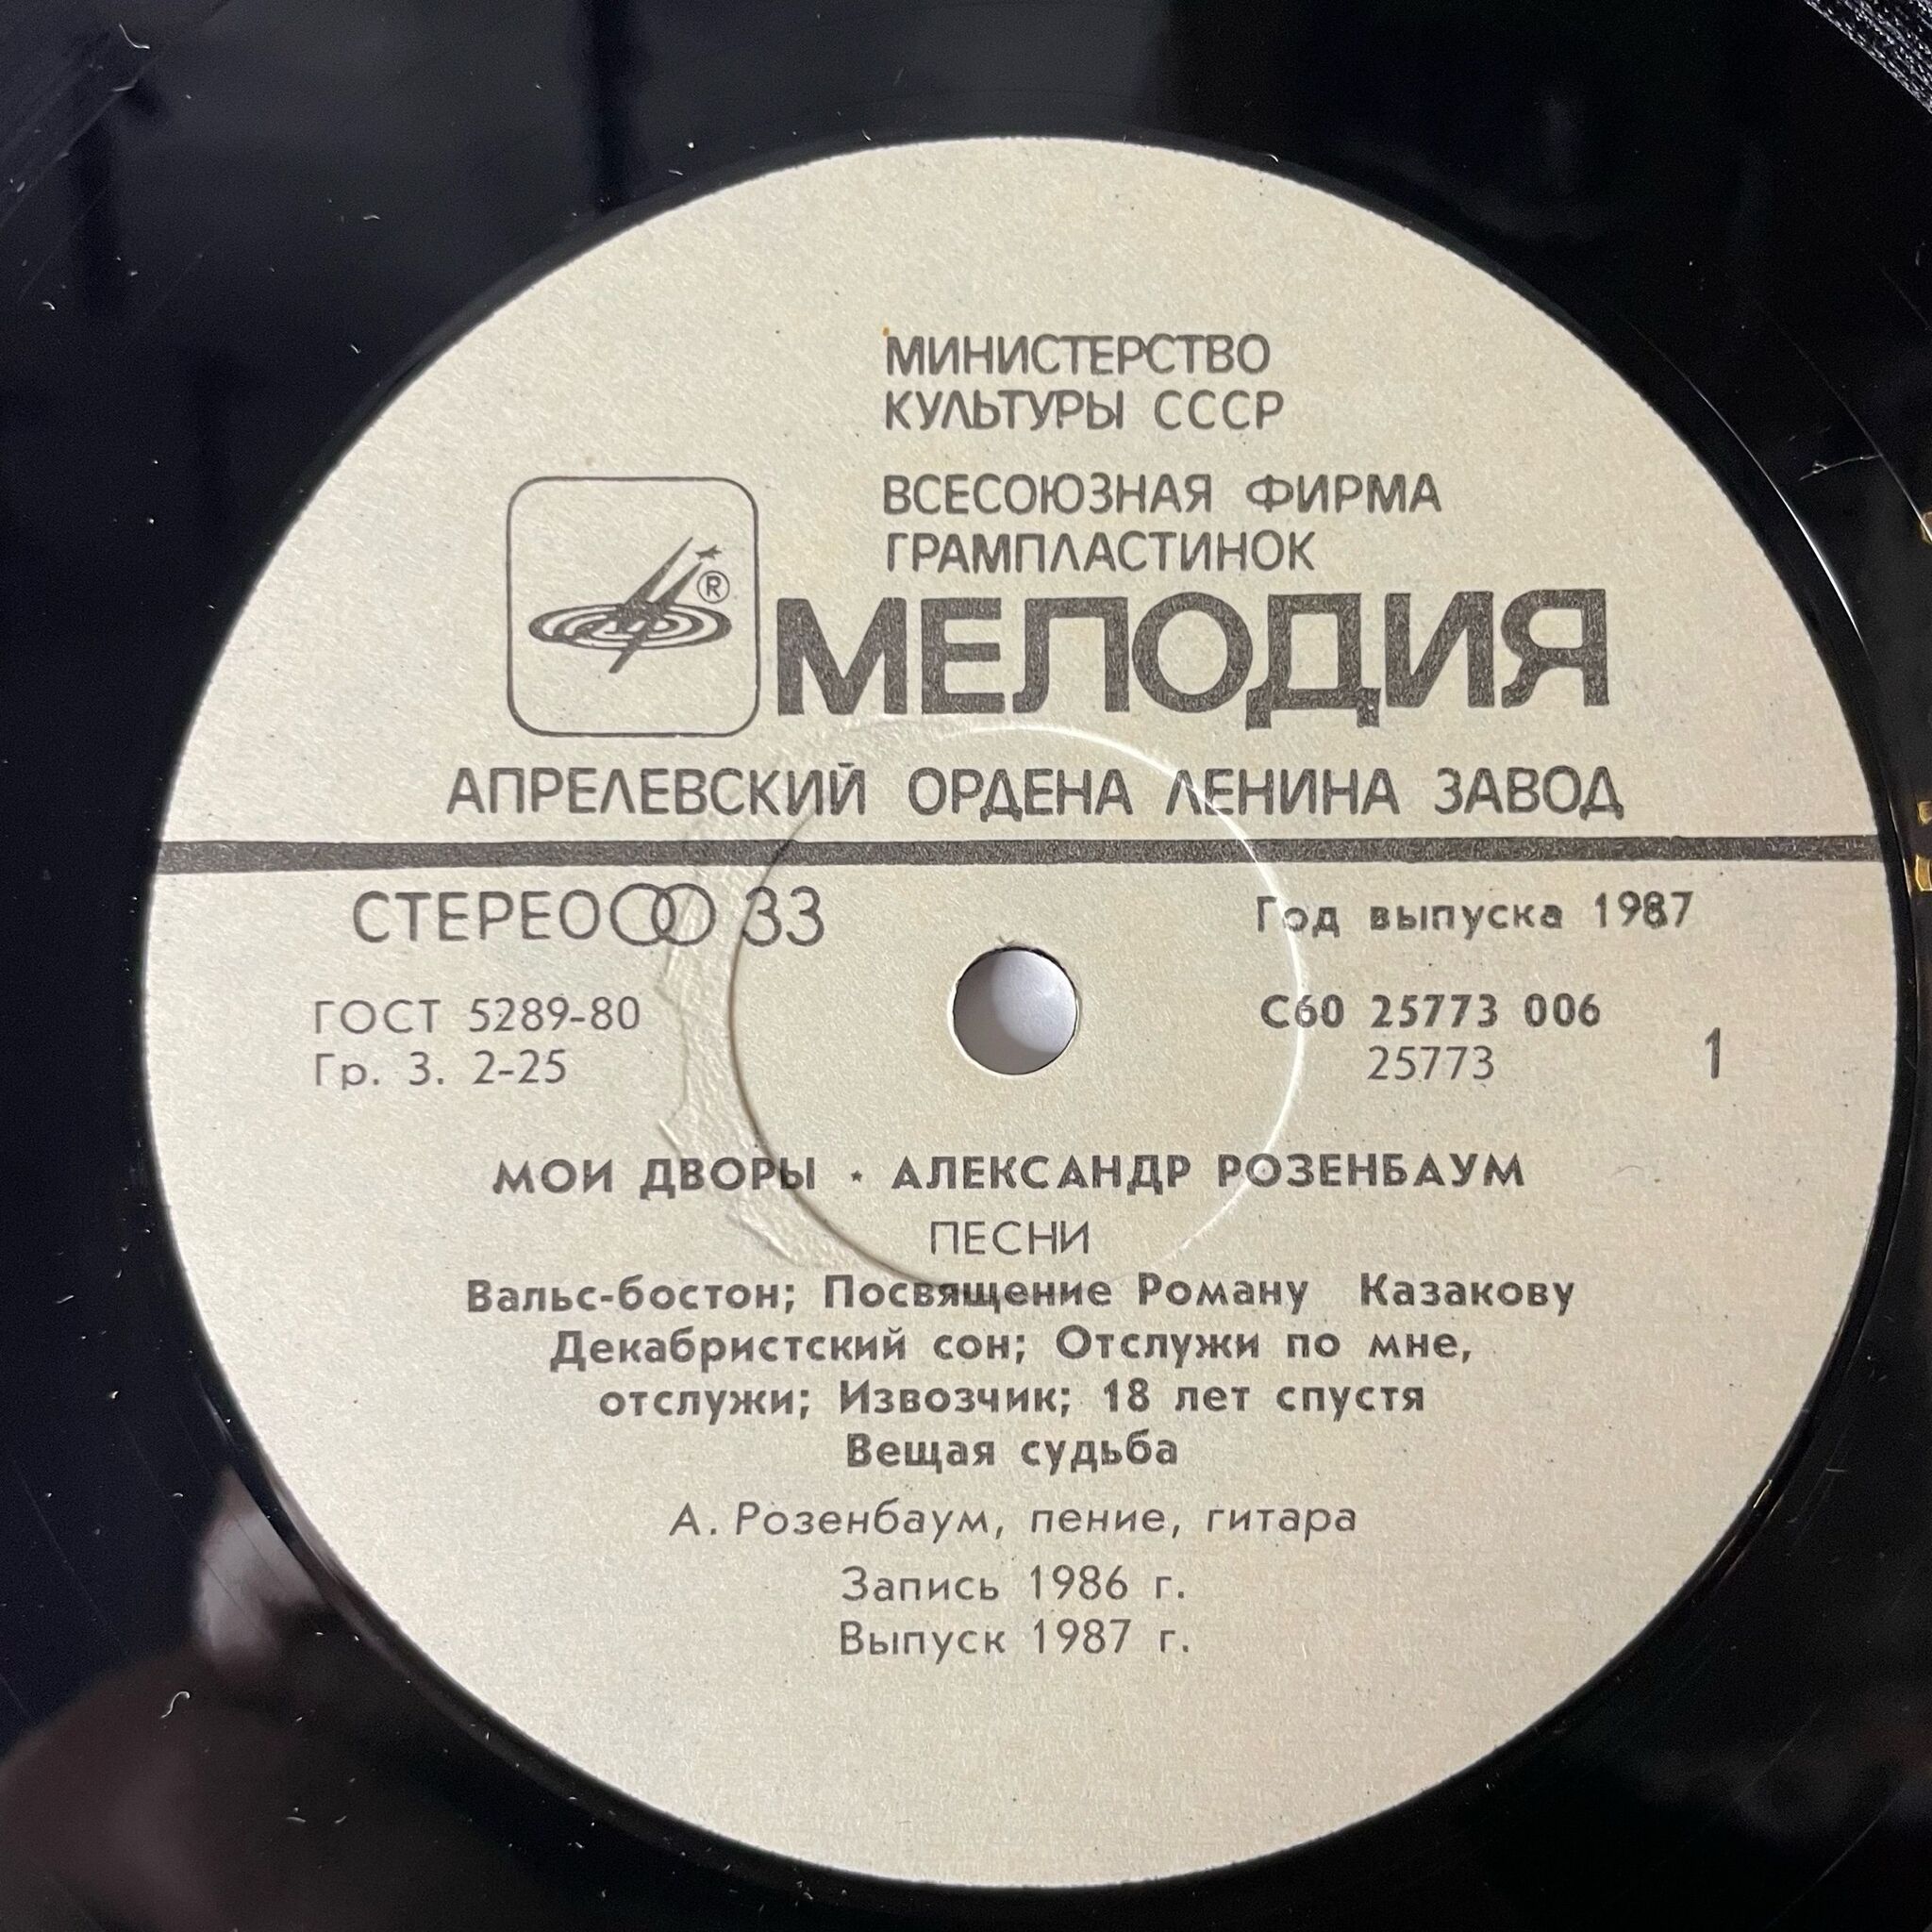 МИНИСТЕРСТВО
КУЛЬТУРЫ СССР
ВСЕСОЮЗНАЯ ФИРМА
ГРАМПЛАСТИНОК
®
МЕЛОДИЯ
АПРЕЛЕВСКИЙ ОРДЕНА ЛЕНИНА ЗАВОД
СТЕРЕО 33
Год выпуска 1987
ГОСТ 5289-80
Гр. 3. 2-25
С60 25773 006
25773
1
МОИ ДВОРЫ • АЛЕКСАНДР РОЗЕНБАУМ
ПЕСНИ
Вальс-бостон; Посвящение Роману Казакову
Декабристский сон; Отслужи по мне,
отслужи; Извозчик; 18 лет спустя
Вещая судьба
А. Розенбаум, пение, гитара
Запись 1986 г.
Выпуск 1987 г.